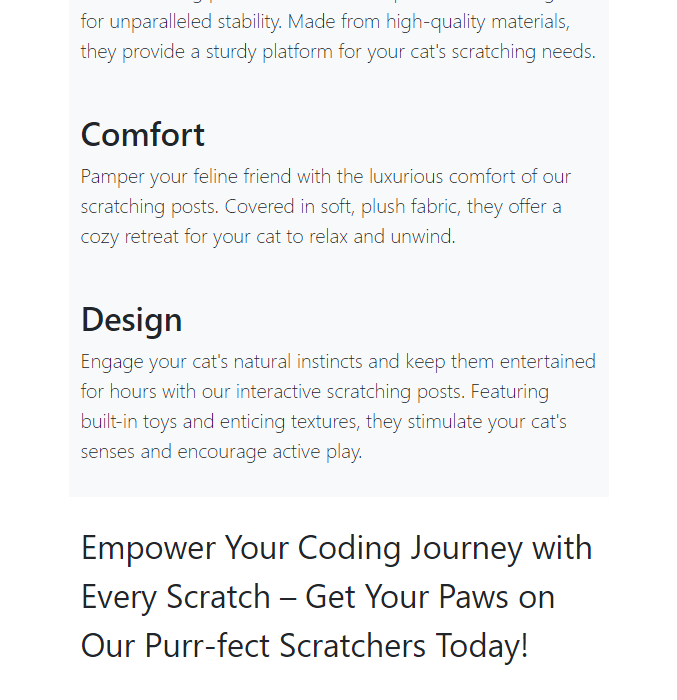 for unparalleled stability. Made from high-quality materials,
they provide a sturdy platform for your cat's scratching needs.
Comfort
Pamper your feline friend with the luxurious comfort of our
scratching posts. Covered in soft, plush fabric, they offer a
cozy retreat for your cat to relax and unwind.
Design
Engage your cat's natural instincts and keep them entertained
for hours with our interactive scratching posts. Featuring
built-in toys and enticing textures, they stimulate your cat's
senses and encourage active play.
Empower Your Coding Journey with
Every Scratch – Get Your Paws on
Our Purr-fect Scratchers Today!